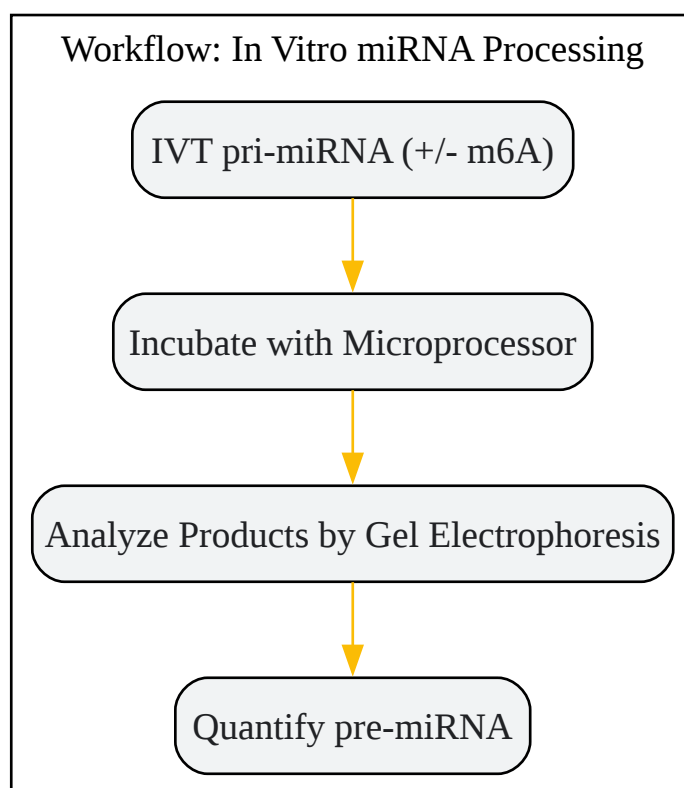 Workflow: In Vitro miRNA Processing
IVT pri-miRNA (+/- m6A)
Incubate with Microprocessor
Analyze Products by Gel Electrophoresis
Quantify pre-miRNA